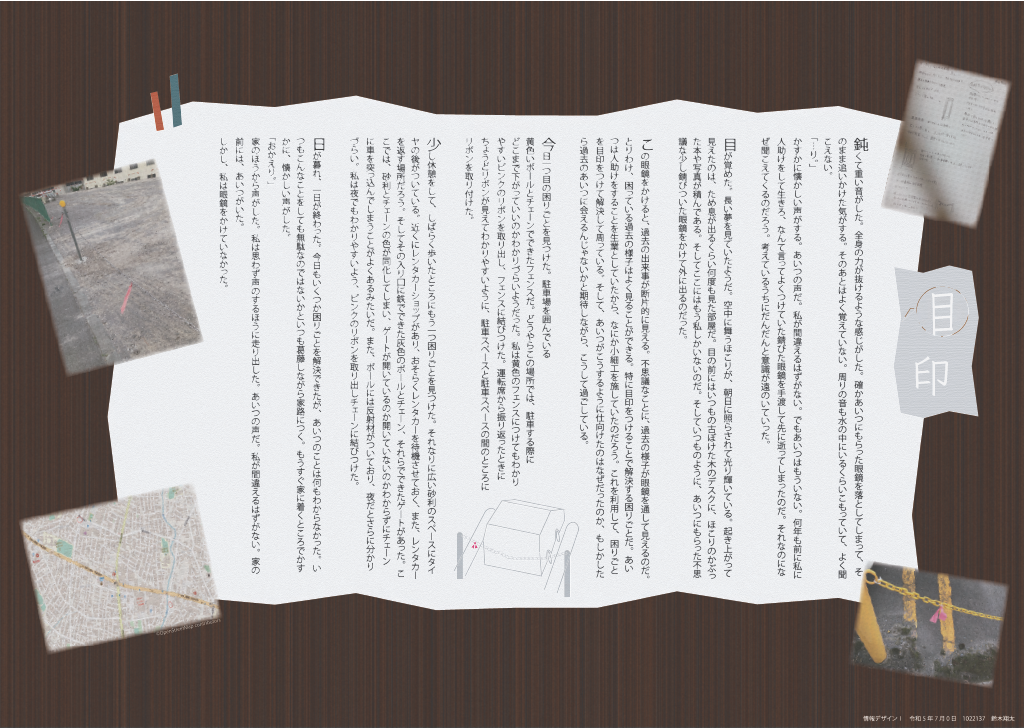 目印
鈍くて重い音がした。全身の力が抜けるような感じがした。確かあいつにもらった眼鏡を落としてしまって、そ
のまま追いかけた気がする。そのあとはよく覚えていない。周りの音も水の中にいるくらいこもっていて、よく聞
こえない。
「…り。」
かすかに懐かしい声がする。あいつの声だ。私が間違えるはずがない。でもあいつはもういない。何年も前に私に
人助けをして生きろ、なんて言ってよくつけていた錆びた眼鏡を手渡して先に逝ってしまったのだ。それなのにな
ぜ聞こえてくるのだろう。考えているうちにだんだんと意識が遠のいていった。
目が覚めた。長い夢を見ていたようだ。空中に舞うほこりが、朝日に照らされて光り輝いている。起き上がって
見えたのは、ため息が出るくらい何度も見た部屋だ。目の前にはいつもの古ぼけた木のデスクに、ほこりのかぶっ
た本や写真が積んである。そしてここにはもう私しかいないのだ。そしていつものように、あいつにもらった不思
議な少し錆びついた眼鏡をかけて外に出るのだった。
この眼鏡をかけると、過去の出来事が断片的に見える。不思議なことに、過去の様子が眼鏡を通して見えるのだ。
とりわけ、困っている過去の様子はよく見ることができる。特に目印をつけることで解決する困りごとだ。あい
つは人助けをすることを生業としていたから、なにか小細工を施していたのだろう。これを利用して、困りごと
を目印をつけて解決して周っている。そして、あいつがこうするように仕向けたのはなぜだったのか、もしかした
ら過去のあいつに会えるんじゃないかと期待しながら、こうして過ごしている。
今日一つ目の困りごとを見つけた。駐車場を囲んでいる
黄色いポールとチェーンでできたフェンスだ。どうやらこの場所では、駐車する際に
どこまで下がっていいのかわかりづらいようだった。私は黄色のフェンスにつけてもわかり
やすいピンクのリボンを取り出し、フェンスに結びつけた。運転席から振り返ったときに
ちょうどリボンが見えてわかりやすいように、駐車スペースと駐車スペースの間のところに
リボンを取り付けた。
少し休憩をして、しばらく歩いたところにもう一つ困りごとを見つけた。それなりに広い砂利のスペースにタイ
ヤの後がついている。近くにレンタカーショップがあり、おそらくレンタカーを待機させておく、また、レンタカー
を返す場所だろう。そしてその入り口に鉄でできた灰色のポールとチェーン、それらでできたゲートがあった。こ
こでは、砂利とチェーンの色が同化してしまい、ゲートが開いているのか開いていないのかわからずにチェーン
に車を突っ込んでしまうことがよくあるみたいだ。また、ポールには反射材がついており、夜だとさらに分かり
づらい。私は夜でもわかりやすいよう、ピンクのリボンを取り出しチェーンに結びつけた。
日が暮れ、一日が終わった。今日もいくつか困りごとを解決できたが、あいつのことは何もわからなかった。い
つもこんなことをしても無駄なのではないかといつも葛藤しながら家路につく。もうすぐ家に着くところでかす
かに、懐かしい声がした。
「おかえり。」
家のほうから声がした。私は思わず声のするほうに走り出した。あいつの声だ。私が間違えるはずがない。家の
前には、あいつがいた。
しかし、私は眼鏡をかけていなかった。
©OpenStreetMap contributors
情報デザインⅠ 令和5年7月0日 1022137 鈴木翔太